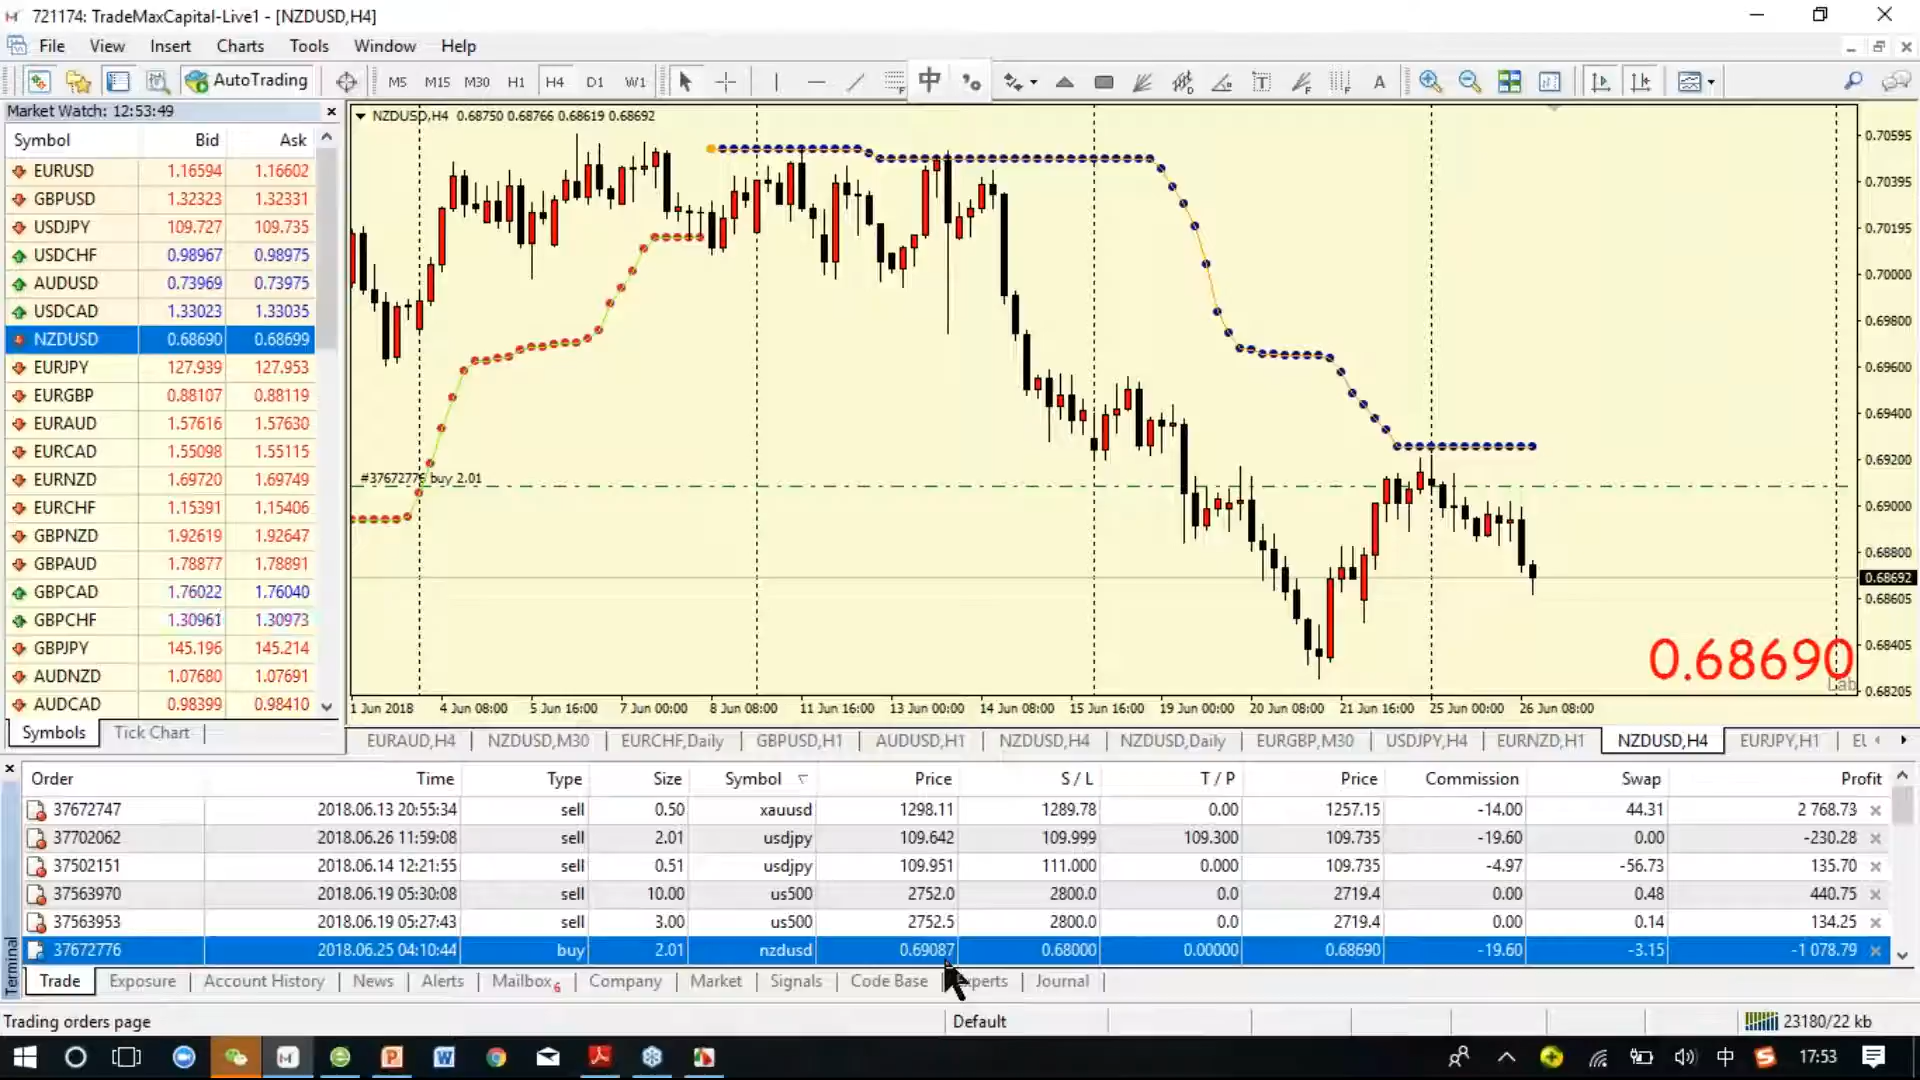 721174: TradeMaxCapital-Live1 - [NZDUSD,H4]
File View Insert Charts Tools Window Help
AutoTrading M5 M15 M30 H1 H4 D1 W1 中 A
Market Watch: 12:53:49
Symbol Bid Ask
EURUSD 1.16594 1.16602
GBPUSD 1.32323 1.32331
USDJPY 109.727 109.735
USDCHF 0.98967 0.98975
AUDUSD 0.73969 0.73975
USDCAD 1.33023 1.33035
NZDUSD 0.68690 0.68699
EURJPY 127.939 127.953
EURGBP 0.88107 0.88119
EURAUD 1.57616 1.57630
EURCAD 1.55098 1.55115
EURNZD 1.69720 1.69749
EURCHF 1.15391 1.15406
GBPNZD 1.92619 1.92647
GBPAUD 1.78877 1.78891
GBPCAD 1.76022 1.76040
GBPCHF 1.30961 1.30973
GBPJPY 145.196 145.214
AUDNZD 1.07680 1.07691
AUDCAD 0.98399 0.98410
Symbols Tick Chart
NZDUSD,H4 0.68750 0.68766 0.68619 0.68692
#37672776 buy 2.01
0.70595
0.70395
0.70195
0.70000
0.69800
0.69600
0.69400
0.69200
0.69000
0.68800
0.68692
0.68605
0.68405
0.68205
0.68690
Lab
1 Jun 2018 4 Jun 08:00 5 Jun 16:00 7 Jun 00:00 8 Jun 08:00 11 Jun 16:00 13 Jun 00:00 14 Jun 08:00 15 Jun 16:00 19 Jun 00:00 20 Jun 08:00 21 Jun 16:00 25 Jun 00:00 26 Jun 08:00
EURAUD,H4 NZDUSD,M30 EURCHF,Daily GBPUSD,H1 AUDUSD,H1 NZDUSD,H4 NZDUSD,Daily EURGBP,M30 USDJPY,H4 EURNZD,H1 NZDUSD,H4 EURJPY,H1
Order Time Type Size Symbol Price S / L T / P Price Commission Swap Profit
37672747 2018.06.13 20:55:34 sell 0.50 xauusd 1298.11 1289.78 0.00 1257.15 -14.00 44.31 2 768.73
37702062 2018.06.26 11:59:08 sell 2.01 usdjpy 109.642 109.999 109.300 109.735 -19.60 0.00 -230.28
37502151 2018.06.14 12:21:55 sell 0.51 usdjpy 109.951 111.000 0.000 109.735 -4.97 -56.73 135.70
37563970 2018.06.19 05:30:08 sell 10.00 us500 2752.0 2800.0 0.0 2719.4 0.00 0.48 440.75
37563953 2018.06.19 05:27:43 sell 3.00 us500 2752.5 2800.0 0.0 2719.4 0.00 0.14 134.25
37672776 2018.06.25 04:10:44 buy 2.01 nzdusd 0.69087 0.68000 0.00000 0.68690 -19.60 -3.15 -1 078.79
Terminal
Trade Exposure Account History News Alerts Mailbox 6 Company Market Signals Code Base Experts Journal
Trading orders page Default 23180/22 kb
中 17:53